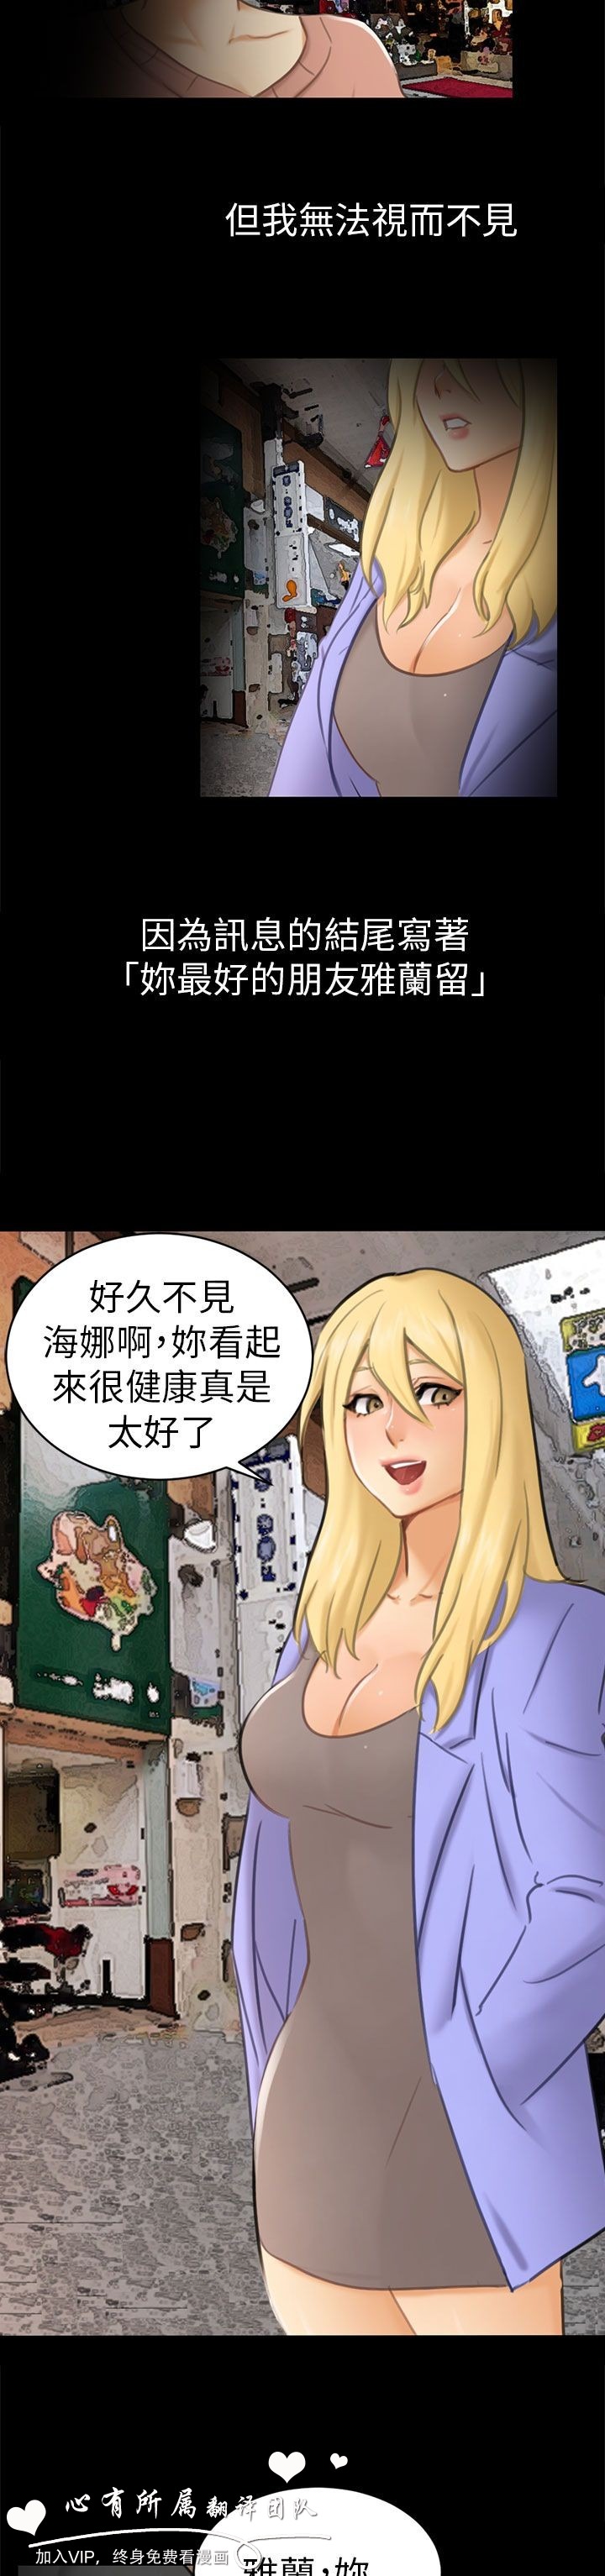 但我無法視而不見
因為訊息的結尾寫著
「妳最好的朋友雅蘭留」
好久不見
海娜啊，妳看起
來很健康真是
太好了
心有所属翻译团队
加入VIP，终身免费看漫画
雅蘭，妳